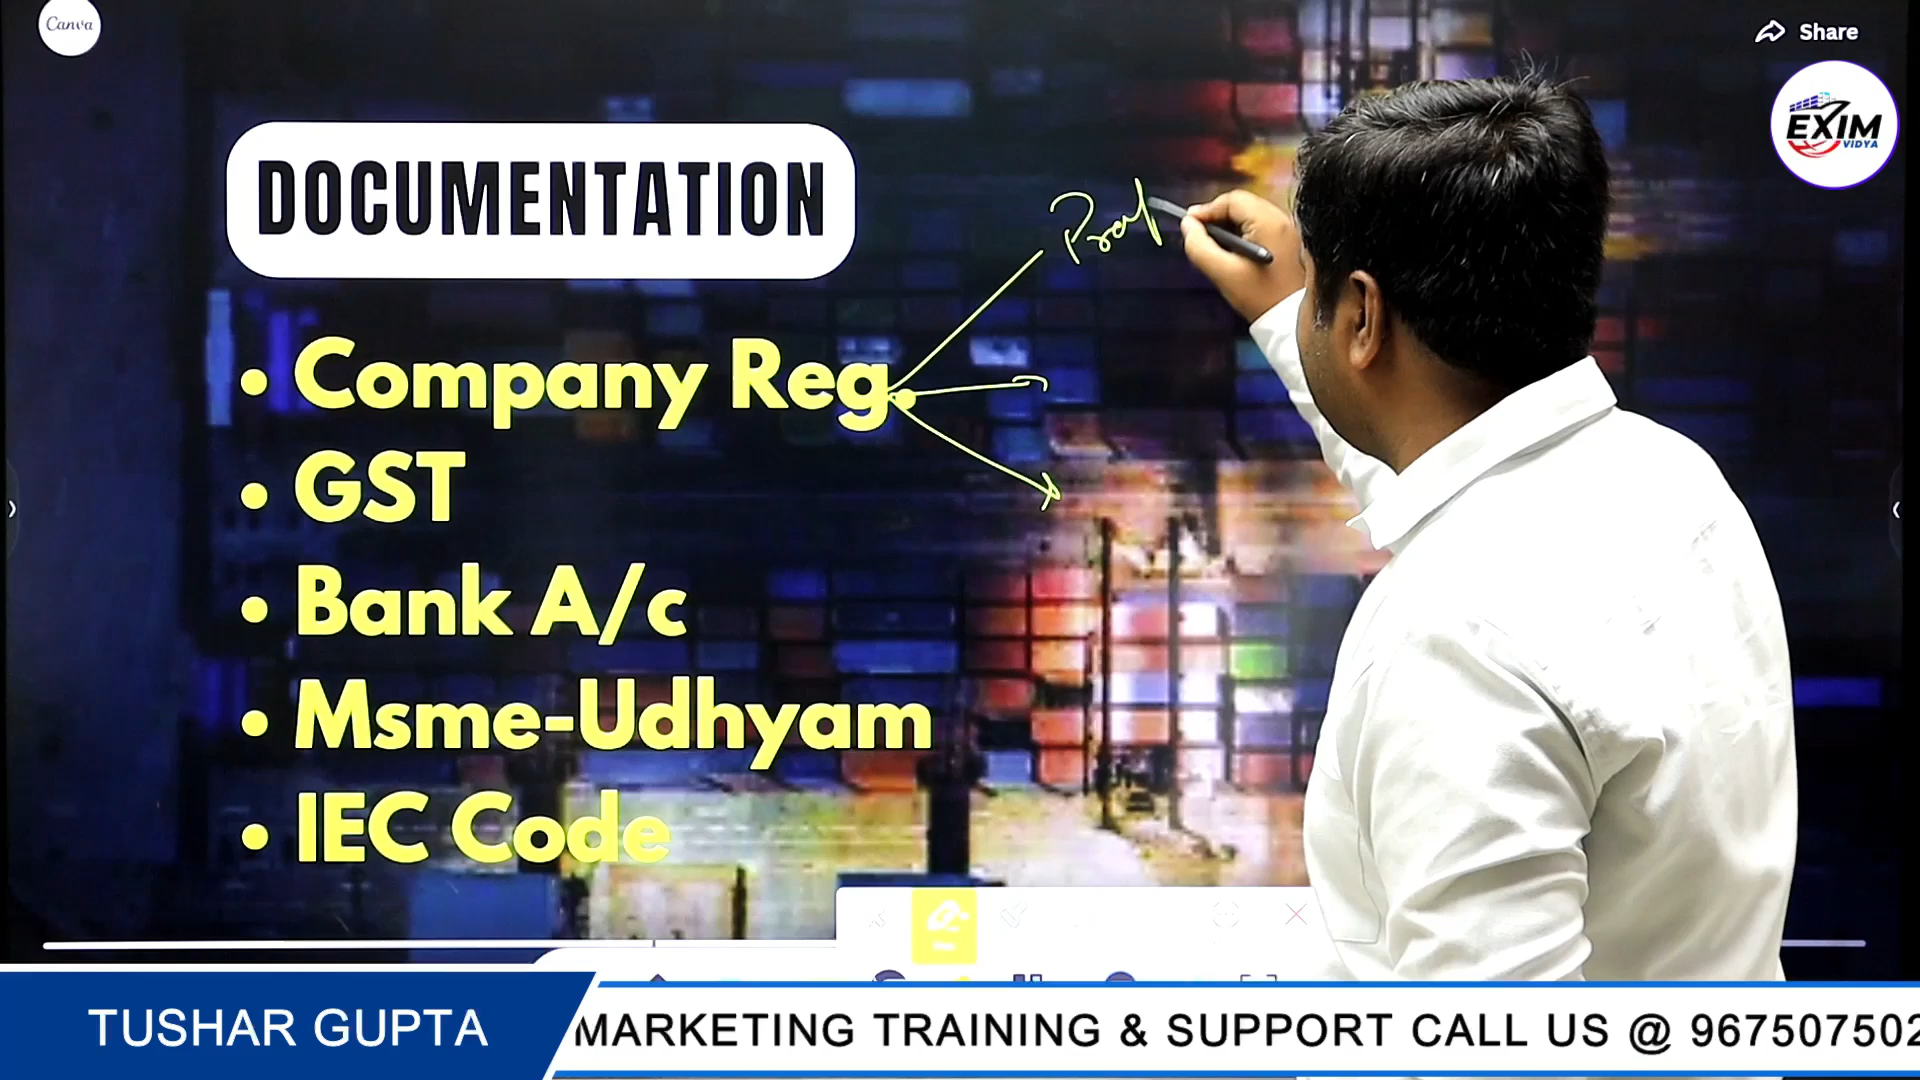 Canva
Share
EXIM
VIDYA
DOCUMENTATION
Prop
• Company Reg.
• GST
• Bank A/c
• Msme-Udhyam
• IEC Code
TUSHAR GUPTA
MARKETING TRAINING & SUPPORT CALL US @ 967507502